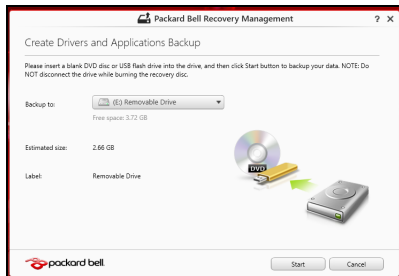 Packard Bell Recovery Management
? X
Create Drivers and Applications Backup
Please insert a blank DVD disc or USB flash drive into the drive, and then click Start button to backup your data. NOTE: Do
NOT disconnect the drive while burning the recovery disc.
Backup to:
(E:) Removable Drive
Free space: 3.72 GB
Estimated size:
2.66 GB
Label:
Removable Drive
DVD
packard bell.
Start
Cancel